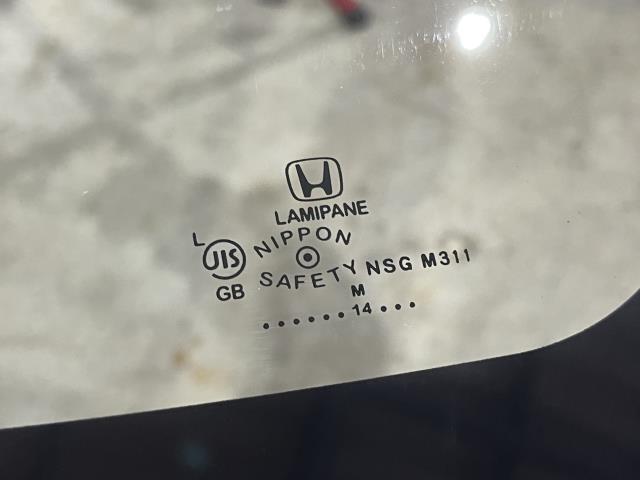 LAMIPANE
L
JIS
GB
NIPPON
SAFETY NSG M311
M
......14...